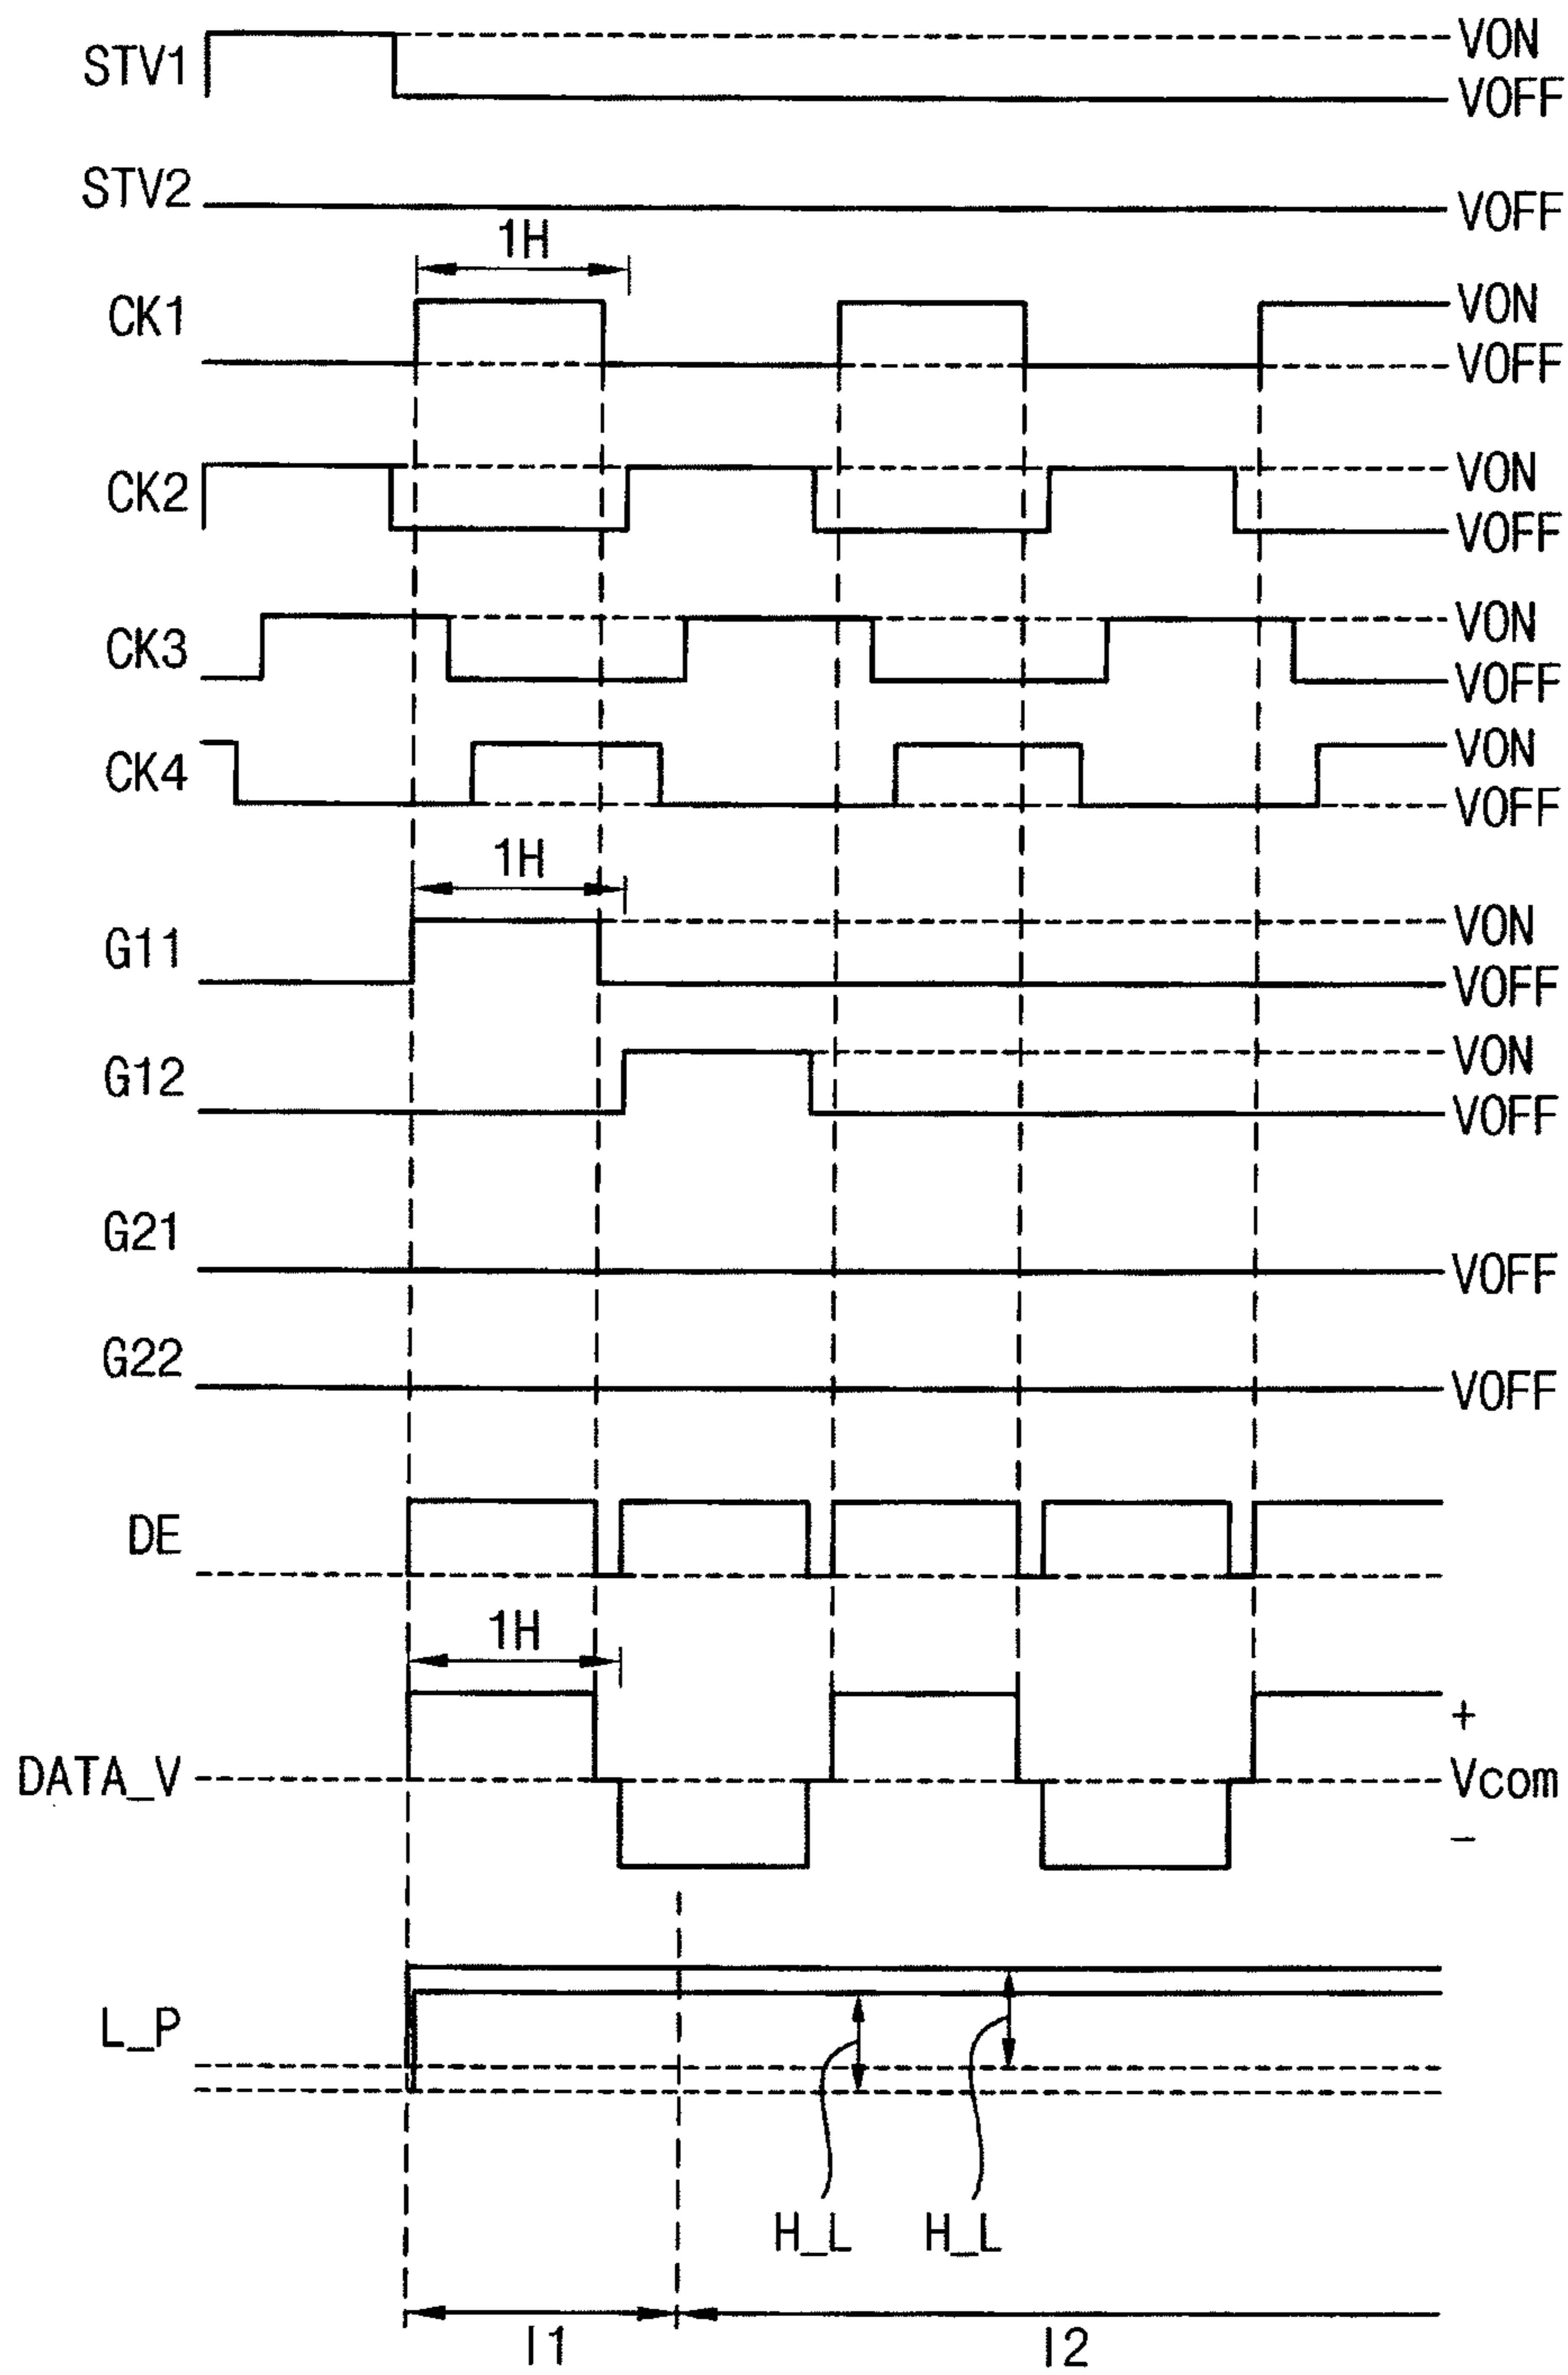 STV1 VON
VOFF
STV2 VOFF
1H
CK1 VON
VOFF
CK2 VON
VOFF
CK3 VON
VOFF
CK4 VON
VOFF
1H
G11 VON
VOFF
G12 VON
VOFF
G21 VOFF
G22 VOFF
DE
1H
+
DATA_V Vcom
-
L_P
H_L H_L
I1 I2